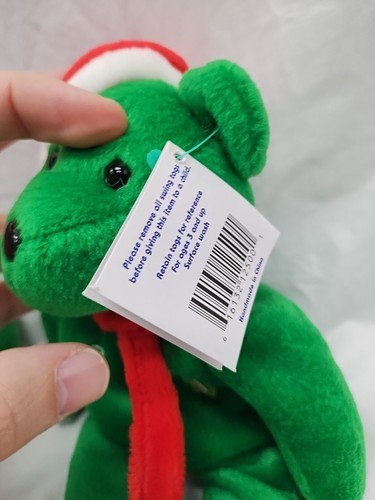 Please remove all swing tags
before giving this item to a child.
Retain tags for reference
For ages 3 and up
Surface wash
Handmade in China